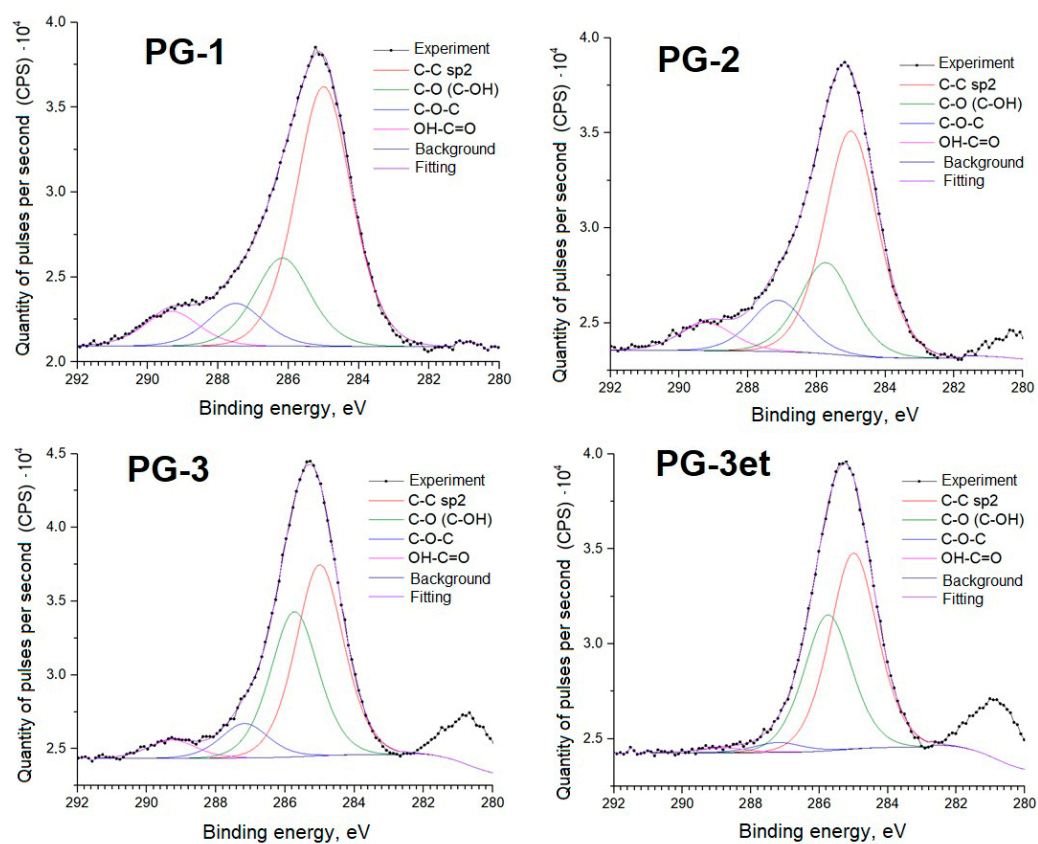 PG-1
Quantity of pulses per second (CPS) ·10⁴
4.0
3.5
3.0
2.5
2.0
Experiment
C-C sp2
C-O (C-OH)
C-O-C
OH-C=O
Background
Fitting
292 290 288 286 284 282 280
Binding energy, eV
PG-2
Quantity of pulses per second (CPS) ·10⁴
4.0
3.5
3.0
2.5
Experiment
C-C sp2
C-O (C-OH)
C-O-C
OH-C=O
Background
Fitting
292 290 288 286 284 282 280
Binding energy, eV
PG-3
Quantity of pulses per second (CPS) ·10⁴
4.5
4.0
3.5
3.0
2.5
Experiment
C-C sp2
C-O (C-OH)
C-O-C
OH-C=O
Background
Fitting
292 290 288 286 284 282 280
Binding energy, eV
PG-3et
Quantity of pulses per second (CPS) ·10⁴
4.0
3.5
3.0
2.5
Experiment
C-C sp2
C-O (C-OH)
C-O-C
OH-C=O
Background
Fitting
292 290 288 286 284 282 280
Binding energy, eV